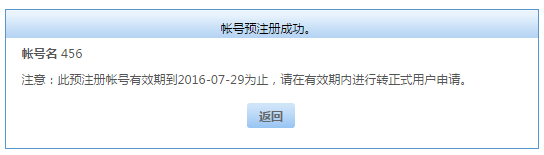 帐号预注册成功。
帐号名 456
注意：此预注册帐号有效期到2016-07-29为止，请在有效期内进行转正式用户申请。
返回